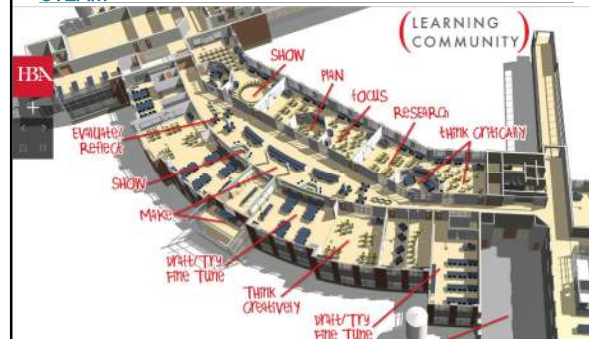 STEAM
(LEARNING
COMMUNITY)
HBA
SHOW
PLAN
FOCUS
RESEARCH
THINK CRITICALLY
EVALUATE/
REFLECT
SHOW
MAKE
DRAFT/TRY
FINE TUNE
THINK
CREATIVELY
DRAFT/TRY
FINE TUNE